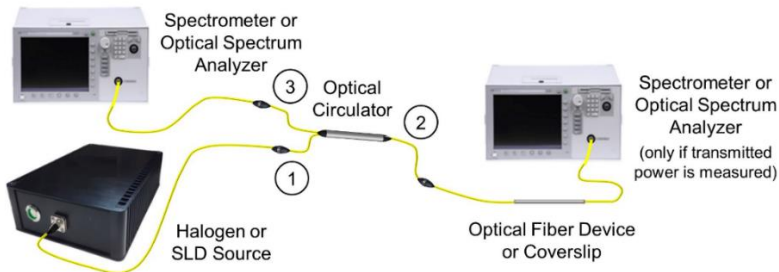 Spectrometer or
Optical Spectrum
Analyzer
3
Optical
Circulator
2
1
Halogen or
SLD Source
Spectrometer or
Optical Spectrum
Analyzer
(only if transmitted
power is measured)
Optical Fiber Device
or Coverslip